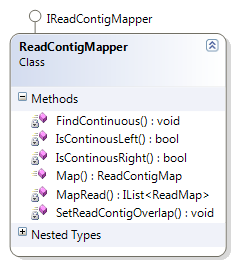 IReadContigMapper
ReadContigMapper
Class
Methods
FindContinuous() : void
IsContinousLeft() : bool
IsContinousRight() : bool
Map() : ReadContigMap
MapRead() : IList<ReadMap>
SetReadContigOverlap() : void
Nested Types